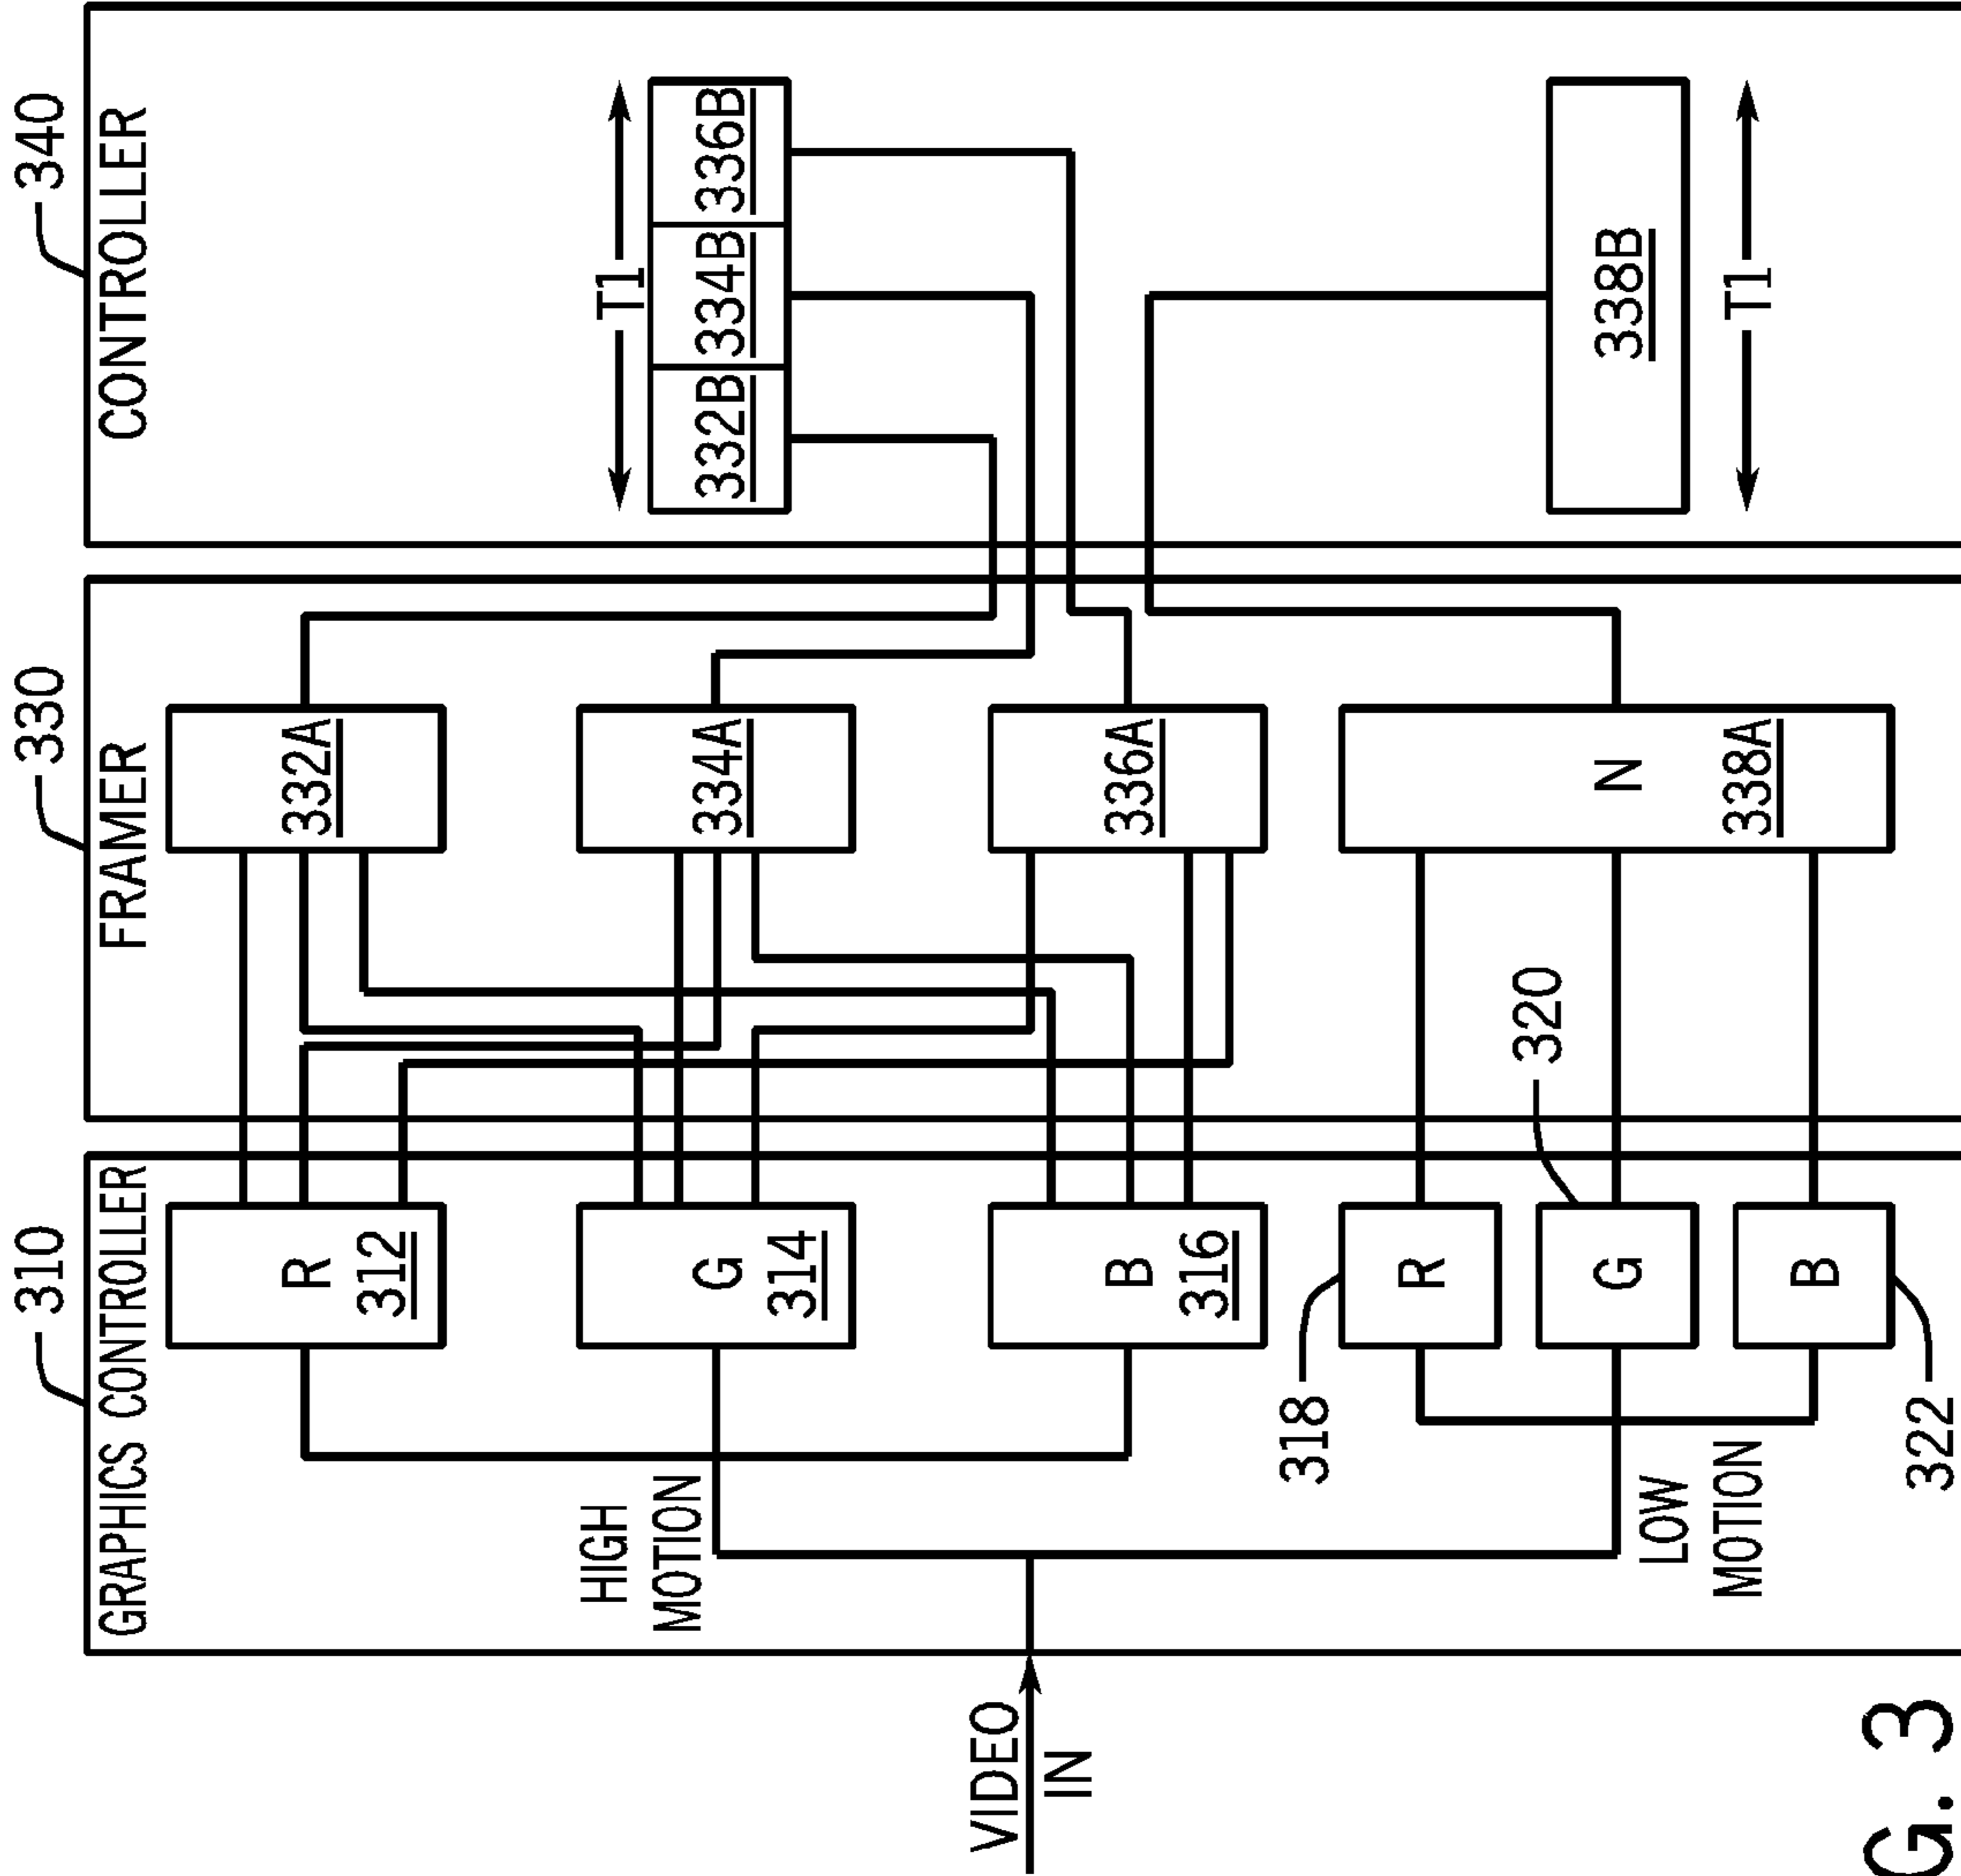 310
GRAPHICS CONTROLLER
330
FRAMER
340
CONTROLLER
R
312
332A
T1
332B
334B
336B
HIGH
MOTION
G
314
334A
VIDEO
IN
B
316
336A
318
R
320
G
LOW
MOTION
B
322
N
338A
338B
T1
G. 3